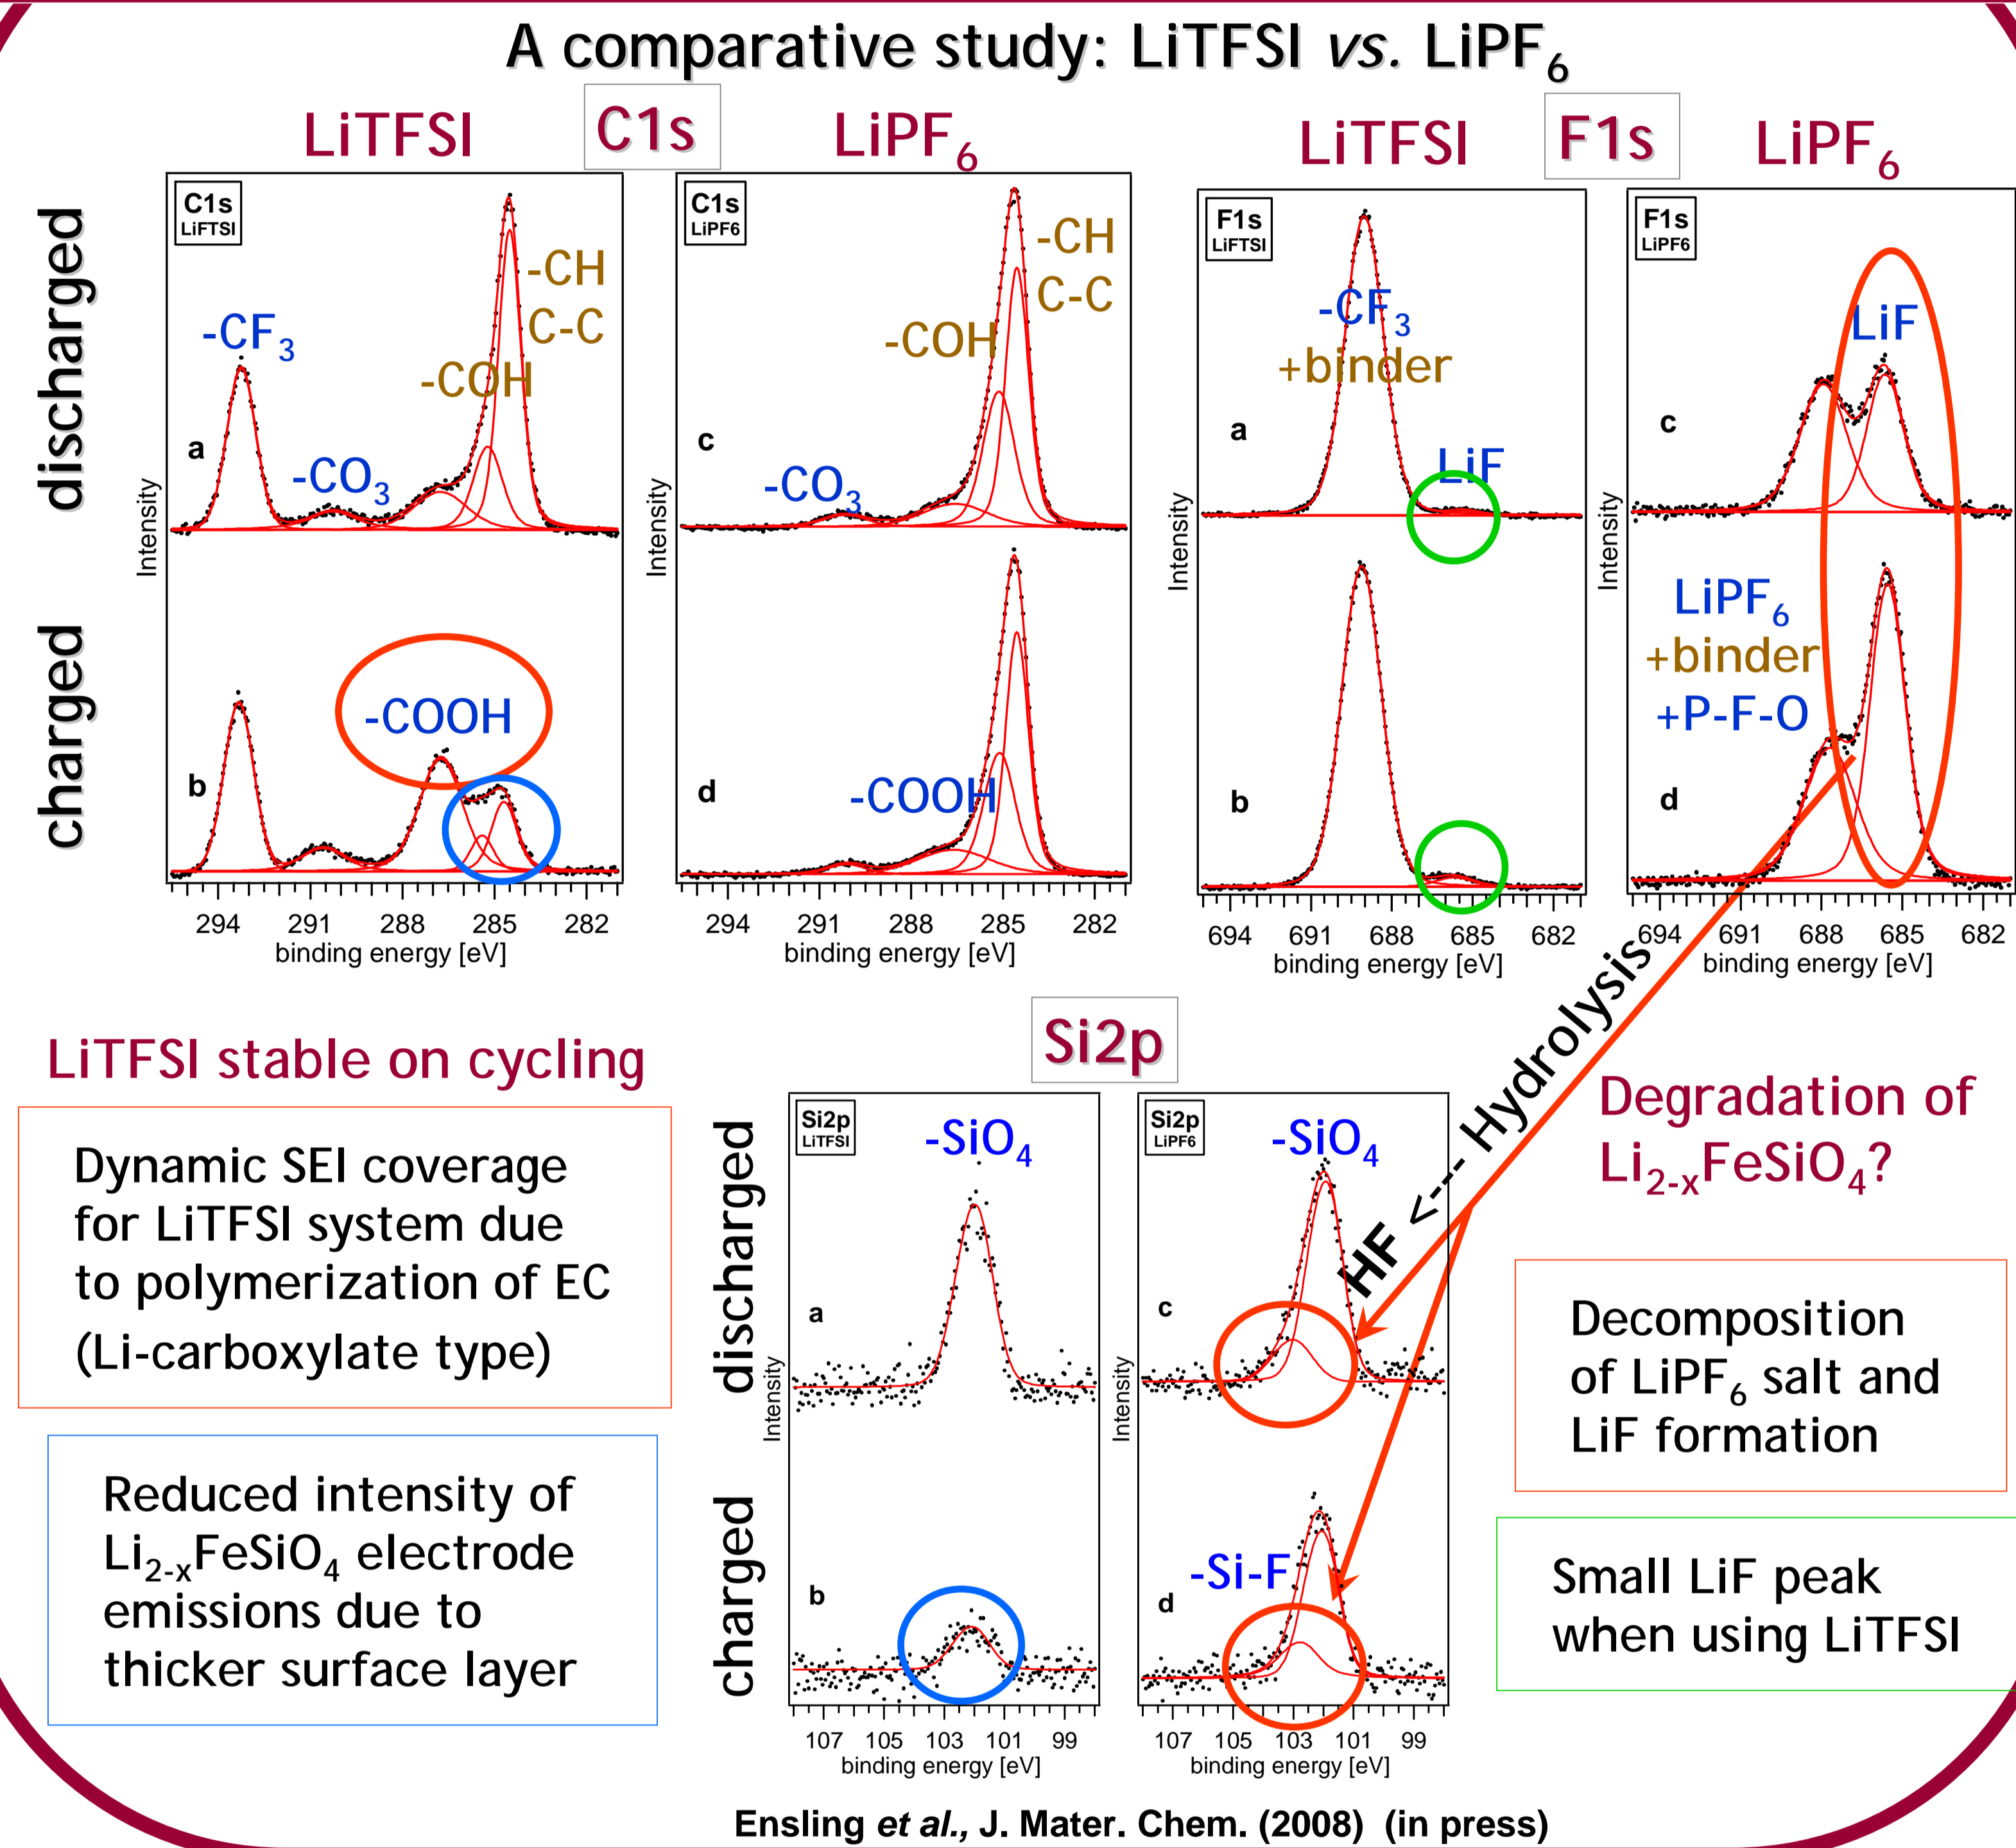 A comparative study: LiTFSI vs. LiPF6
LiTFSI
C1s
LiPF6
LiTFSI
F1s
LiPF6
discharged
charged
C1s
LiFTSI
-CF3
-CO3
-COH
-CH
C-C
a
-COOH
b
Intensity
294 291 288 285 282
binding energy [eV]
C1s
LiPF6
-CH
C-C
-COH
-CO3
c
-COOH
d
Intensity
294 291 288 285 282
binding energy [eV]
F1s
LiFTSI
-CF3
+binder
LiF
a
b
Intensity
694 691 688 685 682
binding energy [eV]
F1s
LiPF6
LiF
c
LiPF6
+binder
+P-F-O
d
Intensity
694 691 688 685 682
binding energy [eV]
HF <---- Hydrolysis
LiTFSI stable on cycling
Dynamic SEI coverage
for LiTFSI system due
to polymerization of EC
(Li-carboxylate type)
Reduced intensity of
Li2-xFeSiO4 electrode
emissions due to
thicker surface layer
Si2p
discharged
charged
Si2p
LiTFSI
-SiO4
a
b
Intensity
107 105 103 101 99
binding energy [eV]
Si2p
LiPF6
-SiO4
c
-Si-F
d
Intensity
107 105 103 101 99
binding energy [eV]
Degradation of
Li2-xFeSiO4?
Decomposition
of LiPF6 salt and
LiF formation
Small LiF peak
when using LiTFSI
Ensling et al., J. Mater. Chem. (2008) (in press)